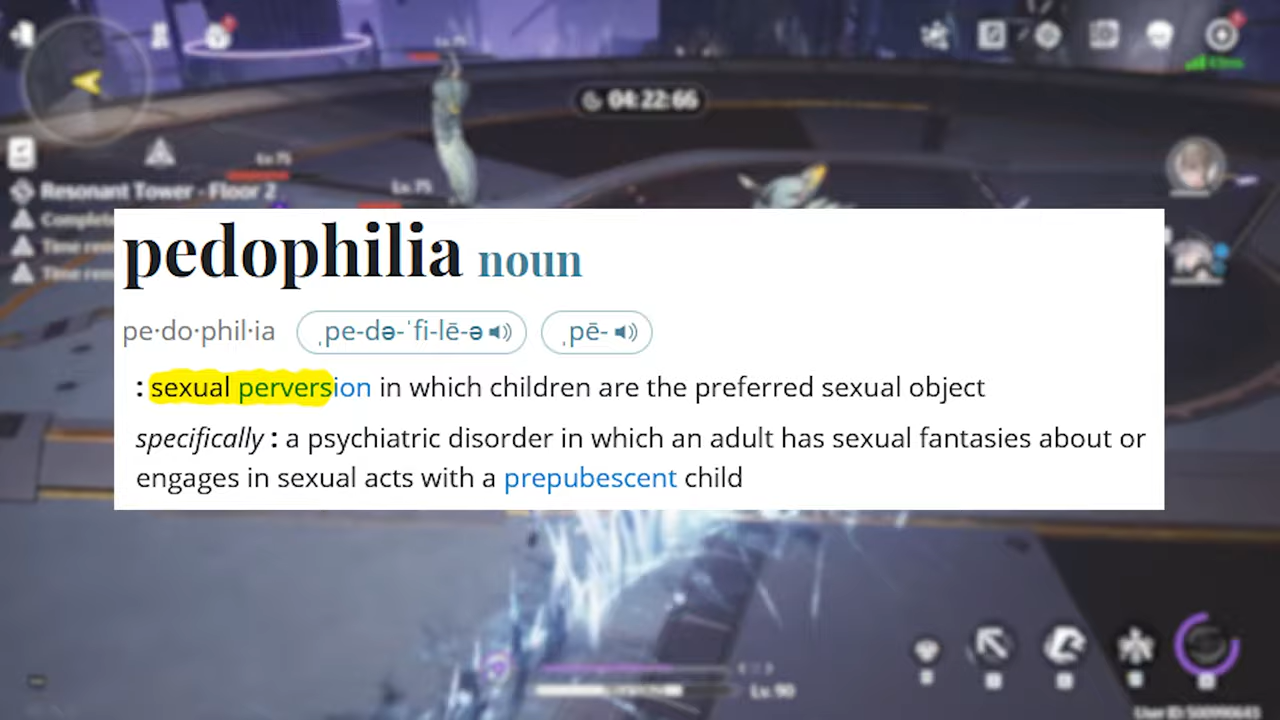 Lv.75
04:22:66
Lv.75
Resonant Tower - Floor 2
Lv.75
pedophilia noun
pe·do·phil·ia ˌpe-də-ˈfi-lē-ə ˌpē-
: sexual perversion in which children are the preferred sexual object
specifically : a psychiatric disorder in which an adult has sexual fantasies about or
engages in sexual acts with a prepubescent child
Lv.90